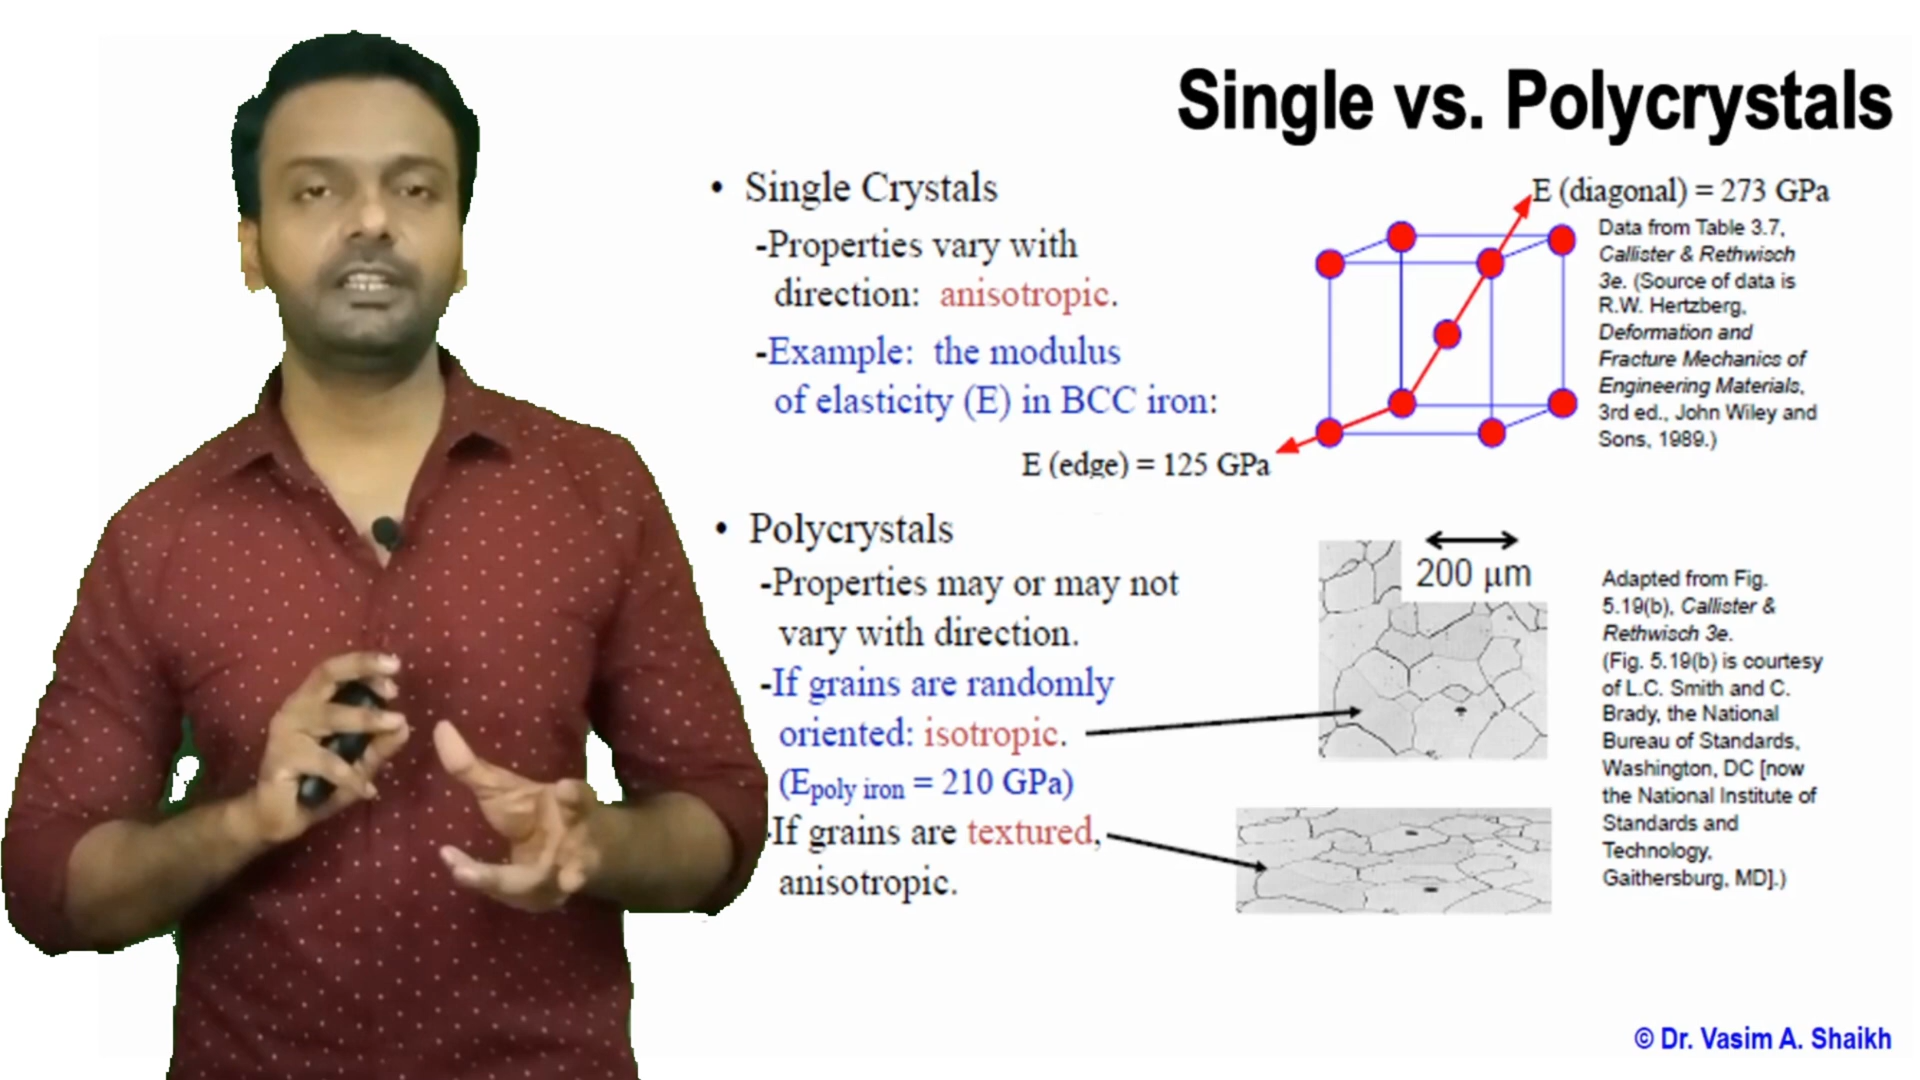 Single vs. Polycrystals
• Single Crystals
-Properties vary with
direction: anisotropic.
-Example: the modulus
of elasticity (E) in BCC iron:
E (diagonal) = 273 GPa
E (edge) = 125 GPa
Data from Table 3.7,
Callister & Rethwisch
3e. (Source of data is
R.W. Hertzberg,
Deformation and
Fracture Mechanics of
Engineering Materials,
3rd ed., John Wiley and
Sons, 1989.)
• Polycrystals
-Properties may or may not
vary with direction.
-If grains are randomly
oriented: isotropic.
(Epoly iron = 210 GPa)
-If grains are textured,
anisotropic.
200 μm
Adapted from Fig.
5.19(b), Callister &
Rethwisch 3e.
(Fig. 5.19(b) is courtesy
of L.C. Smith and C.
Brady, the National
Bureau of Standards,
Washington, DC [now
the National Institute of
Standards and
Technology,
Gaithersburg, MD].)
© Dr. Vasim A. Shaikh